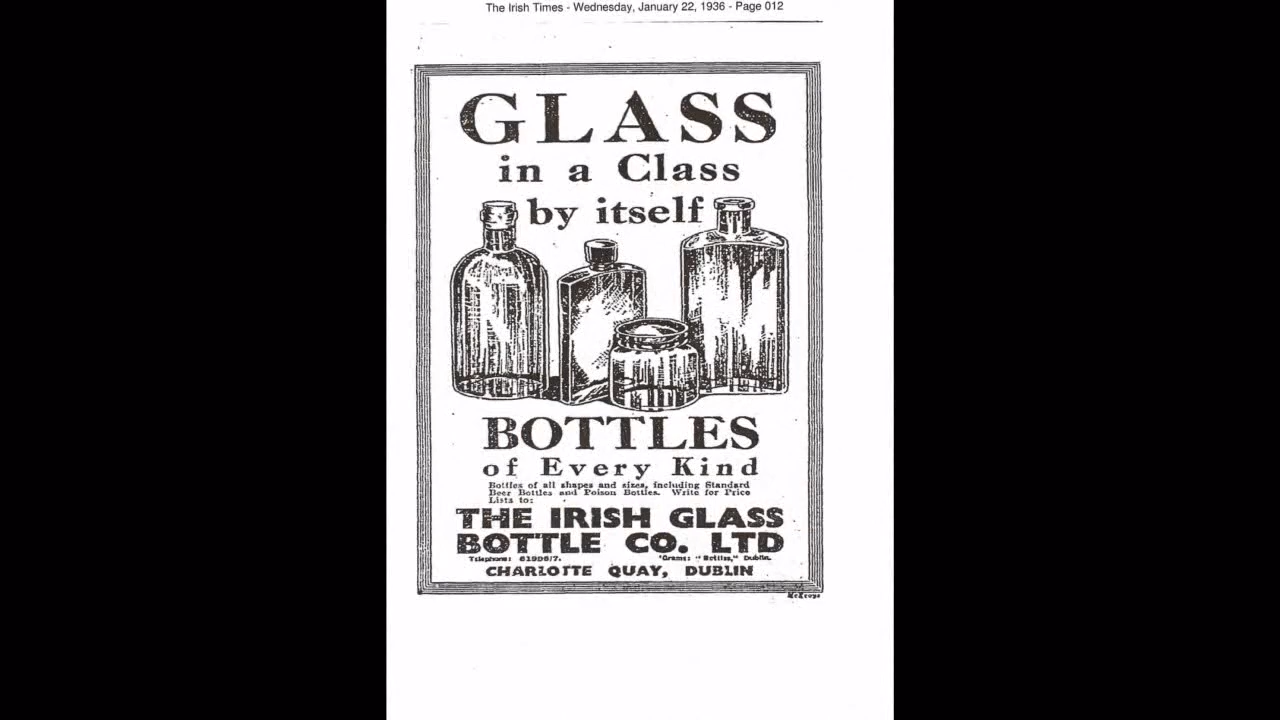 The Irish Times - Wednesday, January 22, 1936 - Page 012
GLASS
in a Class
by itself
BOTTLES
of Every Kind
Bottles of all shapes and sizes, including Standard
Beer Bottles and Poison Bottles. Write for Price
Lists to:
THE IRISH GLASS
BOTTLE CO. LTD
Telephone: 'Grams: "Bottles," Dublin.
CHARLOTTE QUAY, DUBLIN